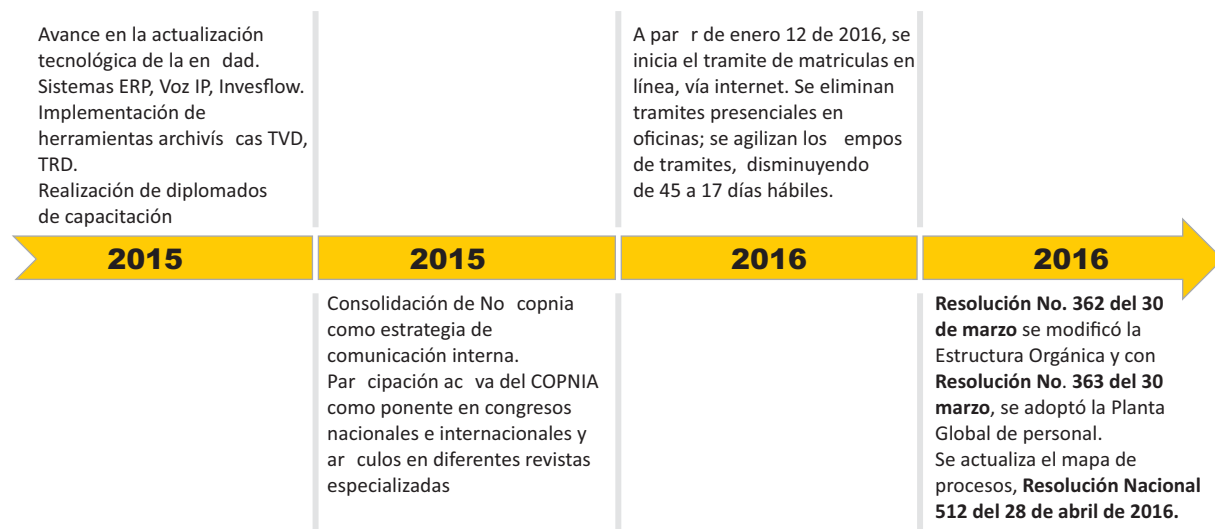 Avance en la actualización
tecnológica de la en dad.
Sistemas ERP, Voz IP, Invesflow.
Implementación de
herramientas archivís cas TVD,
TRD.
Realización de diplomados
de capacitación
2015
2015
Consolidación de No copnia
como estrategia de
comunicación interna.
Par cipación ac va del COPNIA
como ponente en congresos
nacionales e internacionales y
ar culos en diferentes revistas
especializadas
A par r de enero 12 de 2016, se
inicia el tramite de matriculas en
línea, vía internet. Se eliminan
tramites presenciales en
oficinas; se agilizan los empos
de tramites, disminuyendo
de 45 a 17 días hábiles.
2016
2016
Resolución No. 362 del 30
de marzo se modificó la
Estructura Orgánica y con
Resolución No. 363 del 30
marzo, se adoptó la Planta
Global de personal.
Se actualiza el mapa de
procesos, Resolución Nacional
512 del 28 de abril de 2016.